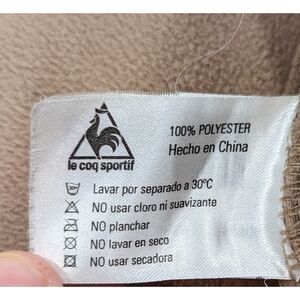 le coq sportif
100% POLYESTER
Hecho en China
Lavar por separado a 30ºC
NO usar cloro ni suavizante
NO planchar
NO lavar en seco
NO usar secadora